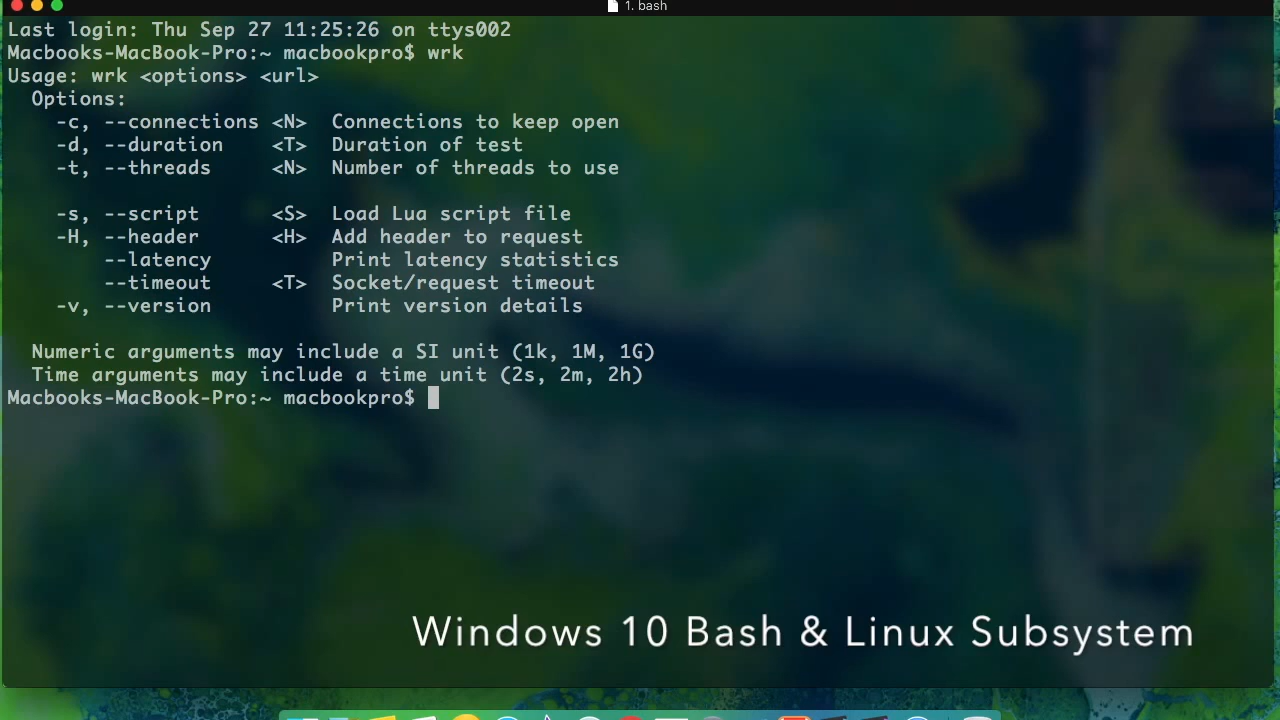 1. bash
Last login: Thu Sep 27 11:25:26 on ttys002
Macbooks-MacBook-Pro:~ macbookpro$ wrk
Usage: wrk <options> <url>
  Options:
    -c, --connections <N>  Connections to keep open
    -d, --duration    <T>  Duration of test
    -t, --threads     <N>  Number of threads to use

    -s, --script      <S>  Load Lua script file
    -H, --header      <H>  Add header to request
        --latency          Print latency statistics
        --timeout     <T>  Socket/request timeout
    -v, --version          Print version details

  Numeric arguments may include a SI unit (1k, 1M, 1G)
  Time arguments may include a time unit (2s, 2m, 2h)
Macbooks-MacBook-Pro:~ macbookpro$
Windows 10 Bash & Linux Subsystem